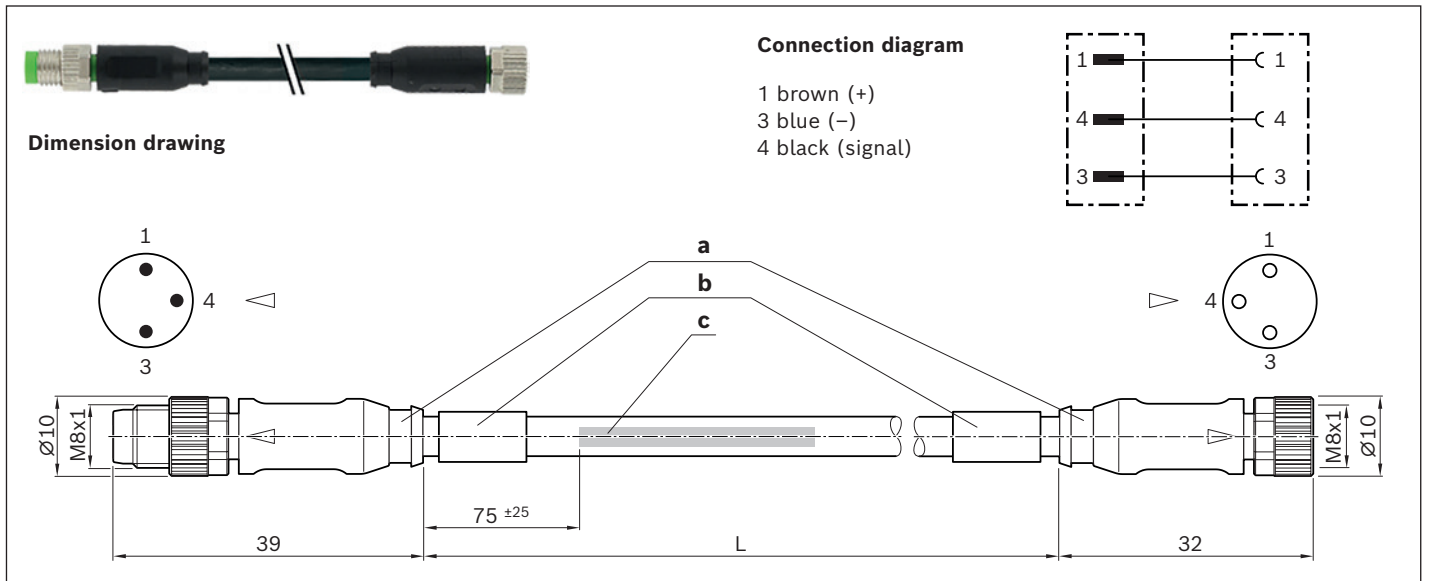 Connection diagram
1 brown (+)
3 blue (−)
4 black (signal)
1 1
4 4
3 3
Dimension drawing
1
4
3
1
4
3
a
b
c
Ø10
M8x1
M8x1
Ø10
75 ±25
39
L
32